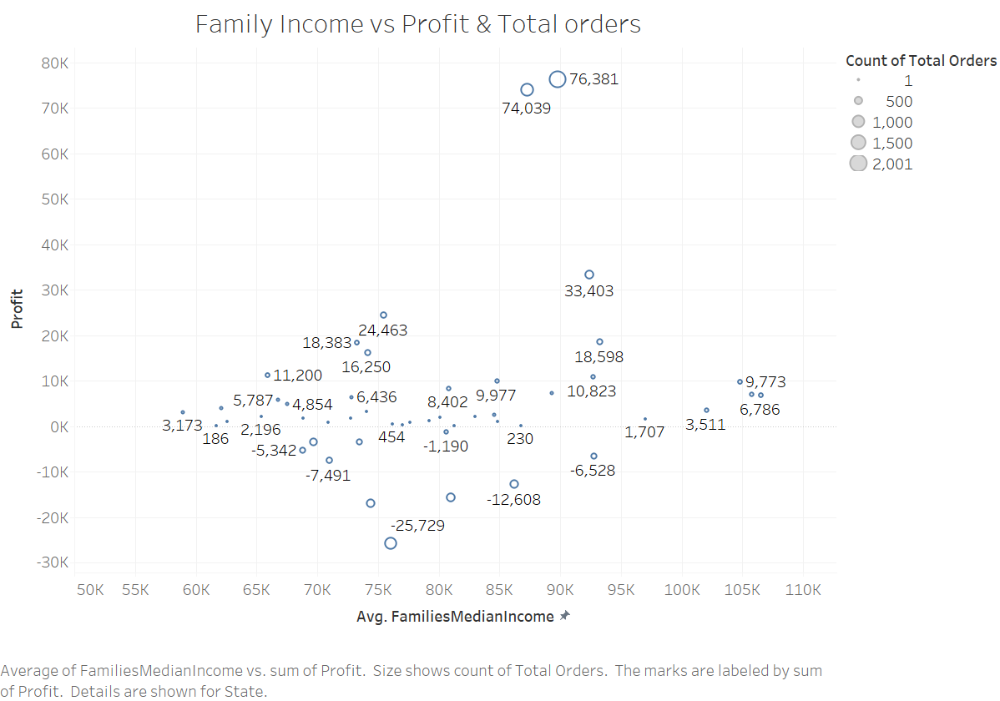 Family Income vs Profit & Total orders
Count of Total Orders
1
500
1,000
1,500
2,001
80K
70K
60K
50K
40K
30K
20K
10K
0K
-10K
-20K
-30K
Profit
76,381
74,039
33,403
24,463
18,383
18,598
16,250
11,200
10,823
9,977
9,773
8,402
6,436
6,786
5,787
4,854
3,173
3,511
2,196
1,707
186
454
230
-1,190
-5,342
-6,528
-7,491
-12,608
-25,729
50K 55K 60K 65K 70K 75K 80K 85K 90K 95K 100K 105K 110K
Avg. FamiliesMedianIncome
Average of FamiliesMedianIncome vs. sum of Profit. Size shows count of Total Orders. The marks are labeled by sum
of Profit. Details are shown for State.